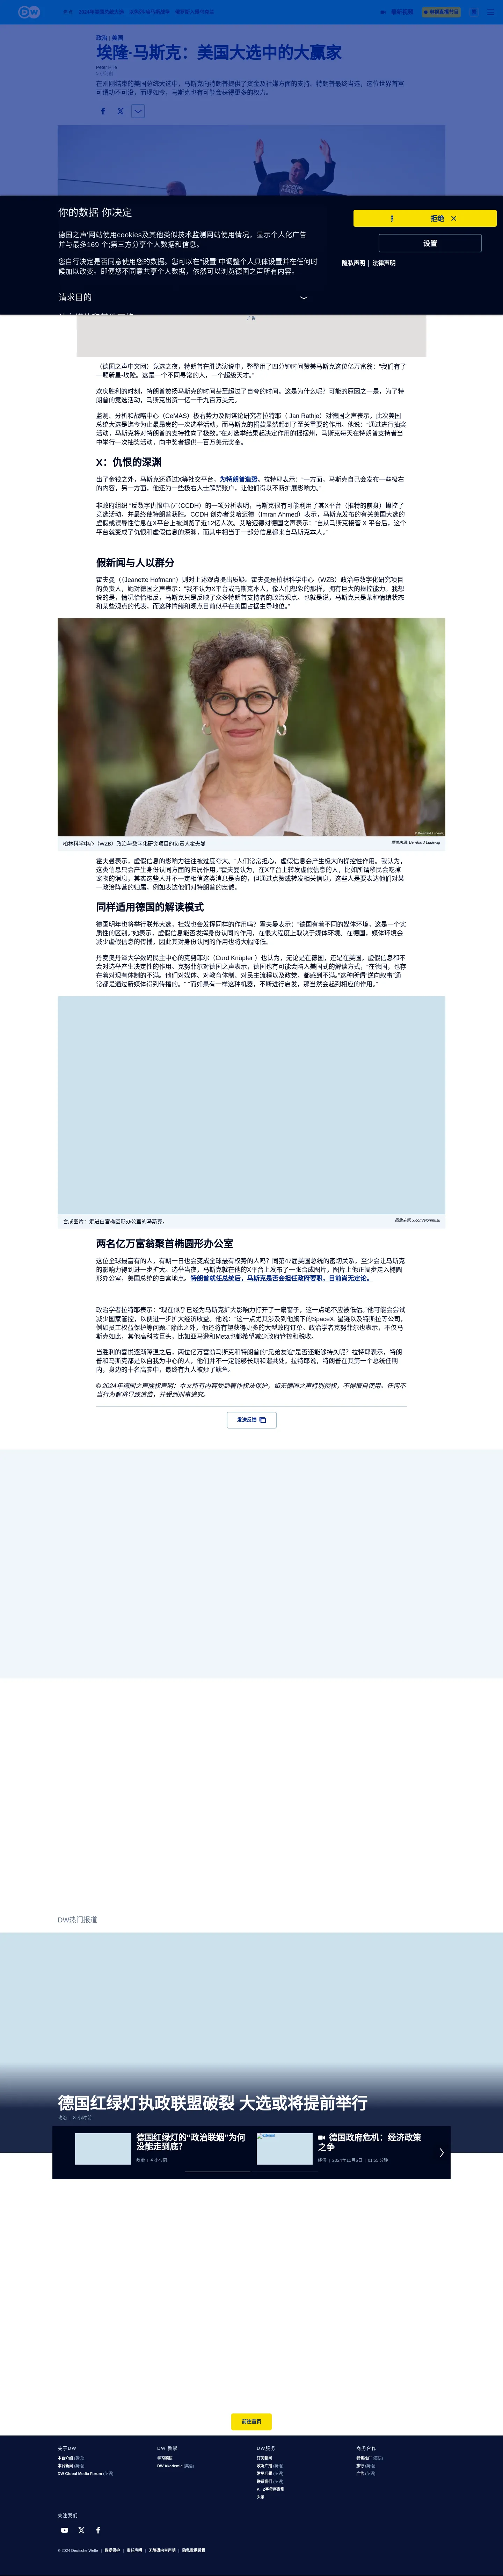 DW
政治 | 美国
埃隆·马斯克：美国大选中的大赢家
在刚刚结束的美国总统大选中，马斯克向特朗普提供了资金及社媒方面的支持。特朗普最终当选，这位世界首富可谓功不可没，而尽如今，马斯克也有可能会获得更多的权力。
你的数据 你决定
德国之声'网站使用cookies及其他类似技术监测网站使用情况，显示个人化广告并与最多169 个;第三方分享个人数据和信息。
您自行决定是否同意使用您的数据。您可以在"设置"中调整个人具体设置并在任何时候加以改变。即使您不同意共享个人数据，依然可以浏览德国之声所有内容。
请求目的
拒绝
设置
隐私声明 | 法律声明
广告
（德国之声中文网）竞选之夜，特朗普在胜选演说中，整整用了四分钟时间赞美马斯克这位亿万富翁：“我们有了一颗新星-埃隆。这是一个不同寻常的人，一个超级天才。”
欢庆胜利的时刻，特朗普赞扬马斯克的时间甚至超过了自夸的时间。这是为什么呢？可能的原因之一是，为了特朗普的竞选活动，马斯克出资一亿一千九百万美元。
监测、分析和战略中心（CeMAS）极右势力及阴谋论研究者拉特耶（ Jan Rathje）对德国之声表示，此次美国总统大选是迄今为止最昂贵的一次选举活动，而马斯克的捐款显然起到了至关重要的作用。他说：“通过进行抽奖活动，马斯克将对特朗普的支持推向了极致。”在对选举结果起决定作用的摇摆州，马斯克每天在特朗普支持者当中举行一次抽奖活动，向中奖者提供一百万美元奖金。
X：仇恨的深渊
出了金钱之外，马斯克还通过X等社交平台，为特朗普造势。拉特耶表示：“一方面，马斯克自己会发布一些极右的内容，另一方面，他还为一些极右人士解禁账户，让他们得以不断扩展影响力。”
非政府组织 “反数字仇恨中心”（CCDH）的一项分析表明，马斯克很有可能利用了其X平台（推特的前身）操控了竞选活动，并最终使特朗普获胜。CCDH 创办者艾哈迈德（Imran Ahmed）表示，马斯克发布的有关美国大选的虚假或误导性信息在X平台上被浏览了近12亿人次。艾哈迈德对德国之声表示：“自从马斯克接管 X 平台后，这个平台就变成了仇恨和虚假信息的深渊，而其中相当于一部分信息都来自马斯克本人。”
假新闻与人以群分
霍夫曼（（Jeanette Hofmann）则对上述观点提出质疑。霍夫曼是柏林科学中心（WZB）政治与数字化研究项目的负责人，她对德国之声表示：“我不认为X平台或马斯克本人，像人们想象的那样，拥有巨大的操控能力。我想说的是，情况恰恰相反，马斯克只是反映了众多特朗普支持者的政治观点。也就是说，马斯克只是某种情绪状态和某些观点的代表，而这种情绪和观点目前似乎在美国占据主导地位。”
© Bernhard Ludewig
柏林科学中心（WZB）政治与数字化研究项目的负责人霍夫曼
图像来源: Bernhard Ludewig
霍夫曼表示，虚假信息的影响力往往被过度夸大。“人们常常担心，虚假信息会产生极大的操控性作用。我认为，这类信息只会产生身份认同方面的归属作用。”霍夫曼认为，在X平台上转发虚假信息的人，比如所谓移民会吃掉宠物的消息，其实这些人并不一定相信这类消息是真的，但通过点赞或转发相关信息，这些人是要表达他们对某一政治阵营的归属，例如表达他们对特朗普的忠诚。
同样适用德国的解读模式
德国明年也将举行联邦大选，社媒也会发挥同样的作用吗？霍夫曼表示：“德国有着不同的媒体环境，这是一个实质性的区别。”她表示，虚假信息能否发挥身份认同的作用，在很大程度上取决于媒体环境。在德国，媒体环境会减少虚假信息的传播，因此其对身份认同的作用也将大幅降低。
丹麦奥丹泽大学数码民主中心的克努菲尔（Curd Knüpfer ）也认为，无论是在德国，还是在美国，虚假信息都不会对选举产生决定性的作用。克努菲尔对德国之声表示，德国也有可能会陷入美国式的解读方式，“在德国，也存在着对现有体制的不满。他们对媒体、对教育体制、对民主流程以及政党，都感到不满。”这种所谓“逆向叙事”通常都是通过新媒体得到传播的。” “而如果有一样这种机器，不断进行启发，那当然会起到相应的作用。”
合成图片：走进白宫椭圆形办公室的马斯克。
图像来源: x.com/elonmusk
两名亿万富翁聚首椭圆形办公室
这位全球最富有的人，有朝一日也会变成全球最有权势的人吗？同第47届美国总统的密切关系，至少会让马斯克的影响力，得到进一步提高。选举当晚，马斯克就在他的X平台上发布了一张合成图片，图片上他正阔步走入椭圆形办公室，美国总统的白宫地点。特朗普就任总统后，马斯克是否会担任政府要职，目前尚无定论。
政治学者拉特耶表示：“现在似乎已经为马斯克扩大影响力打开了一扇窗子，这一点绝不应被低估。”他可能会尝试减少国家管控，以便进一步扩大经济收益。他说：“这一点尤其涉及到他旗下的SpaceX, 星链以及特斯拉等公司，例如员工权益保护等问题。”除此之外，他还将有望获得更多的大型政府订单。政治学者克努菲尔也表示，不仅马斯克如此，其他高科技巨头，比如亚马逊和Meta也都希望减少政府管控和税收。
当胜利的喜悦逐渐降温之后，两位亿万富翁马斯克和特朗普的“兄弟友谊”是否还能够持久呢？拉特耶表示，特朗普和马斯克都是以自我为中心的人，他们并不一定能够长期和谐共处。拉特耶说，特朗普在其第一个总统任期内，身边的十名高参中，最终有九人被炒了鱿鱼。
© 2024年德国之声版权声明：本文所有内容受到著作权法保护，如无德国之声特别授权，不得擅自使用。任何不当行为都将导致追偿，并受到刑事追究。
发送反馈
DW热门报道
德国红绿灯执政联盟破裂 大选或将提前举行
政治 | 6 小时前
德国红绿灯的“政治联姻”为何没能走到底？
政治 | 4 小时前
德国政府危机：经济政策之争
经济 | 2024年11月6日 | 01:55 分钟
前往首页
关于DW
本台介绍 (英语)
本台新闻 (英语)
DW Global Media Forum (英语)
DW 教學
学习德语
DW Akademie (英语)
DW服务
订阅新闻
收听广播 (英语)
常见问题 (英语)
联系我们 (英语)
A - Z字母序索引
头条
商务合作
销售推广 (英语)
旅行 (英语)
广告 (英语)
关注我们
© 2024 Deutsche Welle | 数据保护 | 责任声明 | 无障碍内容声明 | 隐私数据设置